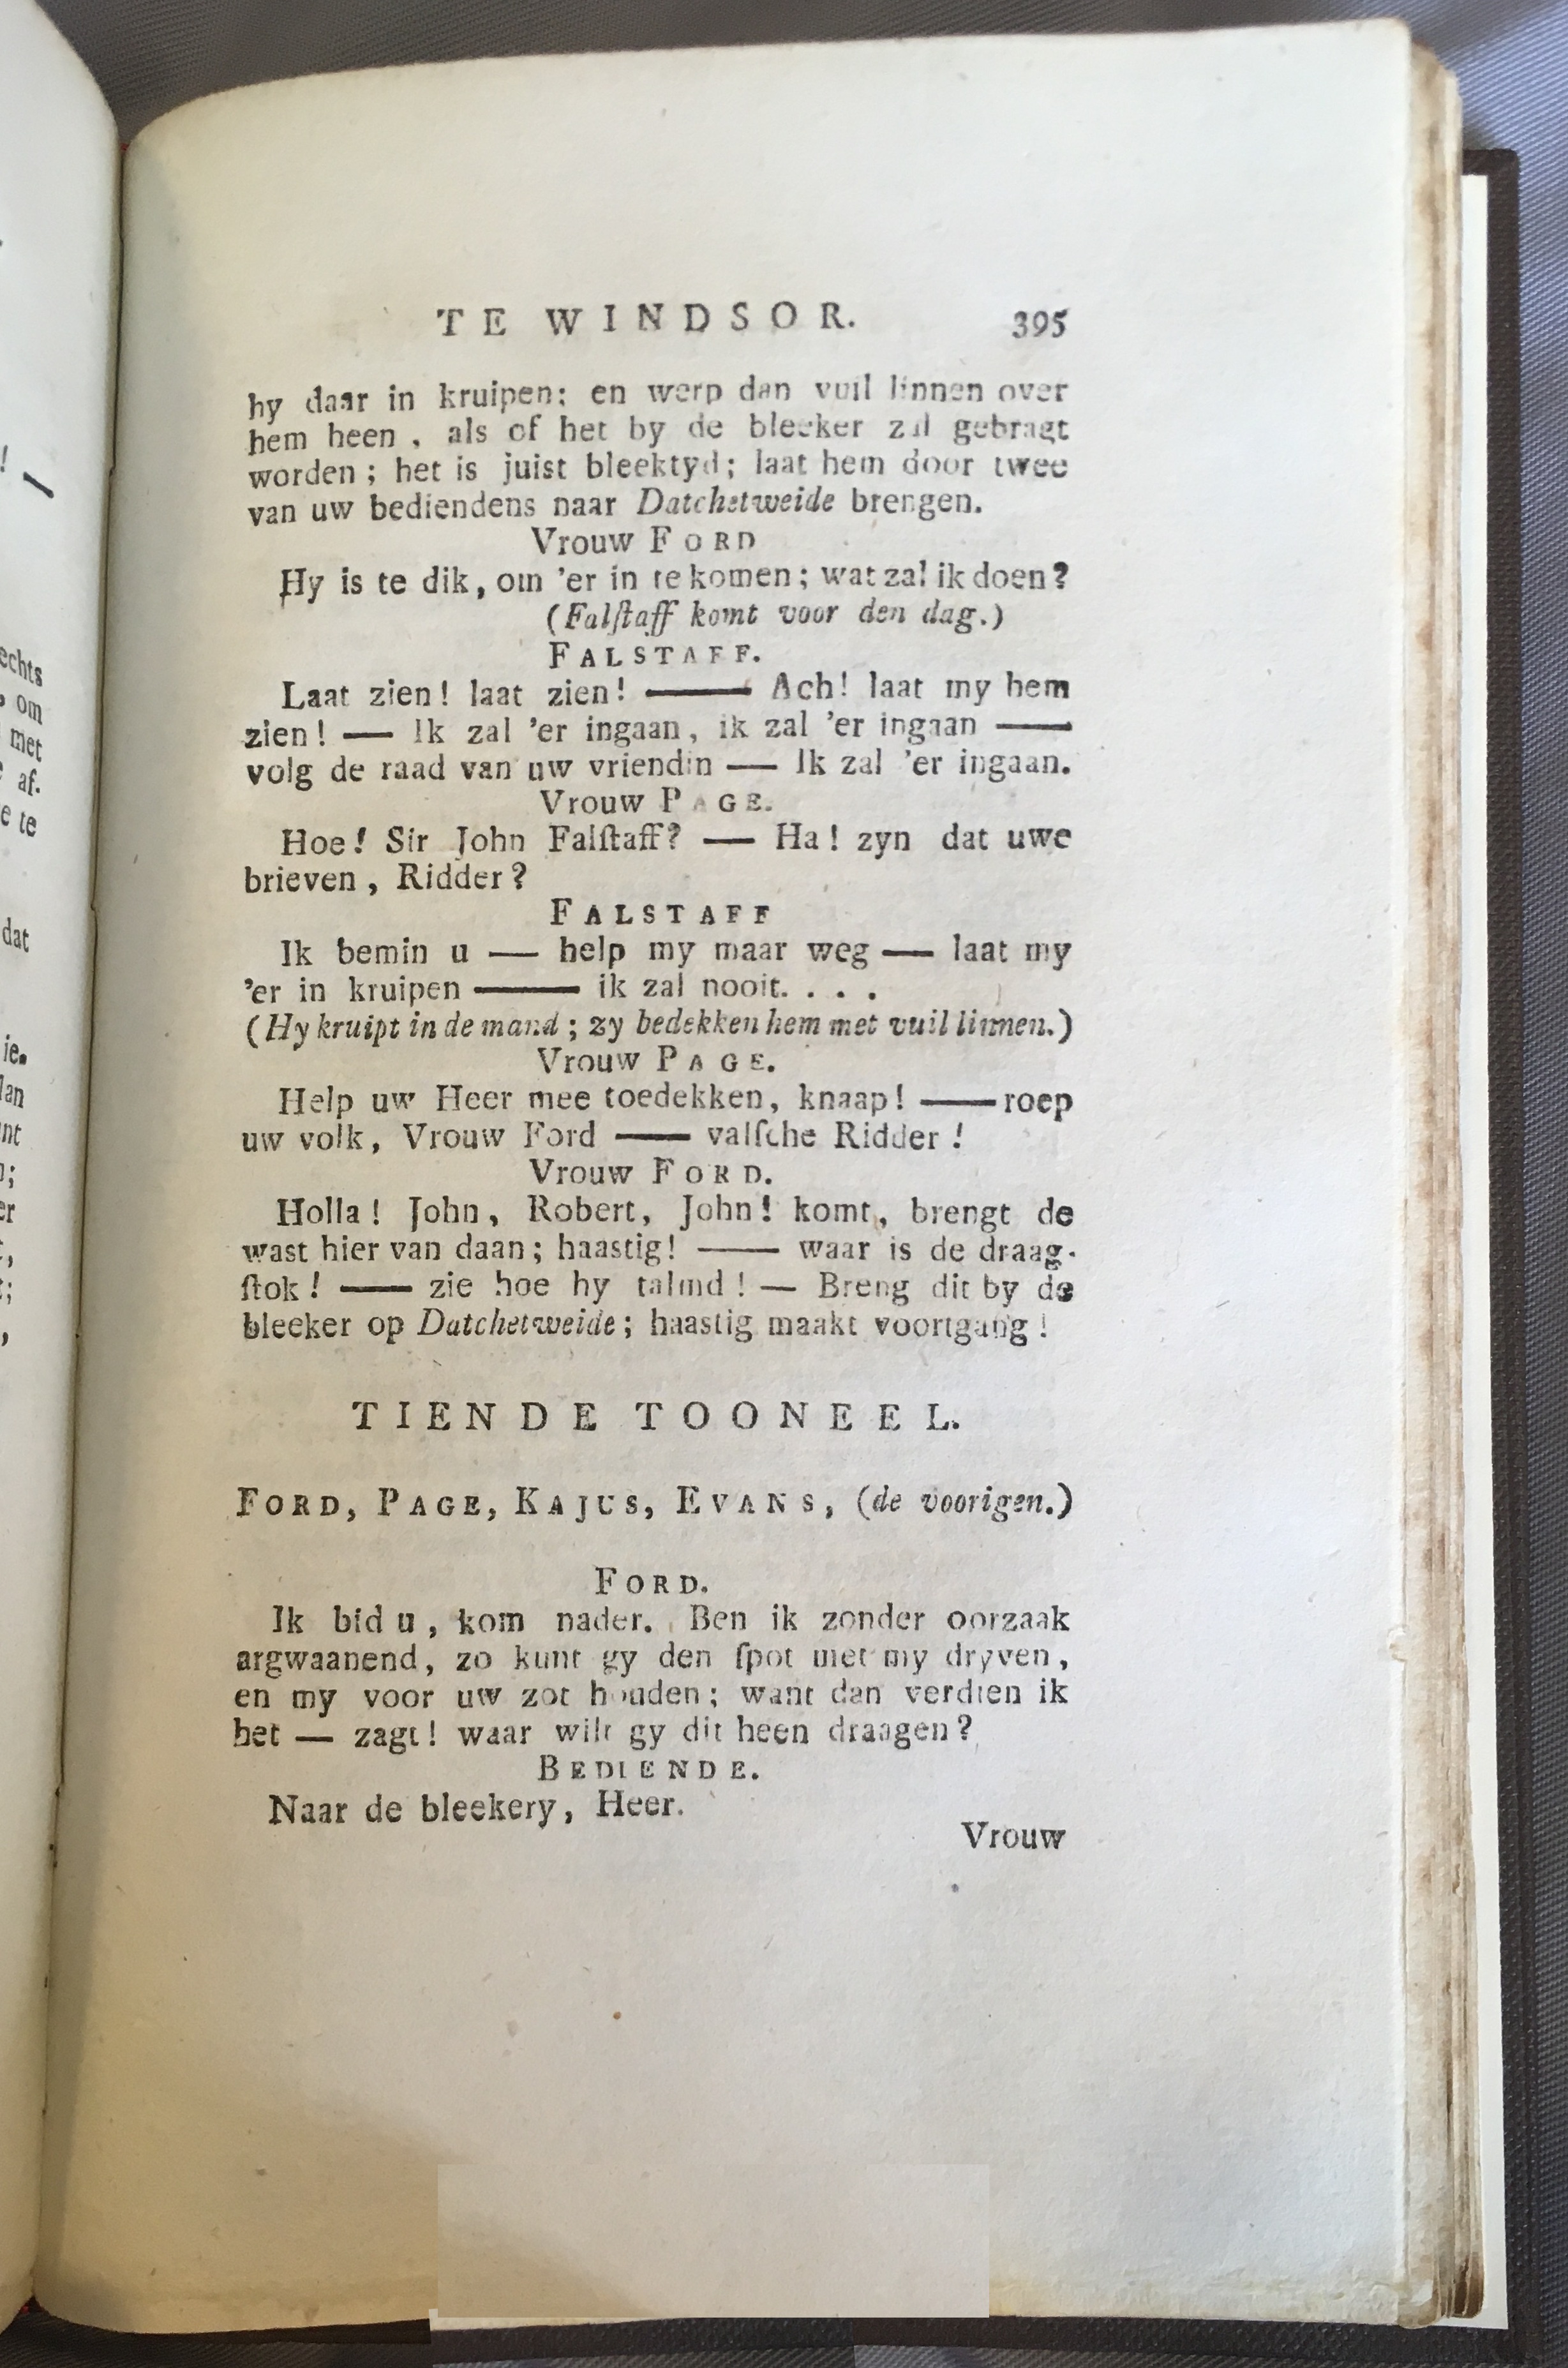 TE WINDSOR. 395
hy daar in kruipen; en werp dan vuil linnen over
hem heen, als of het by de bleeker zal gebragt
worden; het is juist bleektyd; laat hem door twee
van uw bediendens naar Datchetweide brengen.
Vrouw FORD
Hy is te dik, om 'er in te komen; wat zal ik doen?
(Falſtaff komt voor den dag.)
FALSTAFF.
Laat zien! laat zien! —— Ach! laat my hem
zien! — Ik zal 'er ingaan, ik zal 'er ingaan ——
volg de raad van uw vriendin — Ik zal 'er ingaan.
Vrouw PAGE.
Hoe! Sir John Falſtaff? — Ha! zyn dat uwe
brieven, Ridder?
FALSTAFF
Ik bemin u — help my maar weg — laat my
'er in kruipen —— ik zal nooit. . . .
(Hy kruipt in de mand; zy bedekken hem met vuil linnen.)
Vrouw PAGE.
Help uw Heer mee toedekken, knaap! —— roep
uw volk, Vrouw Ford —— valſche Ridder!
Vrouw FORD.
Holla! John, Robert, John! komt, brengt de
wast hier van daan; haastig! —— waar is de draag-
ſtok! —— zie hoe hy talmd! — Breng dit by de
bleeker op Datchetweide; haastig maakt voortgang!
TIENDE TOONEEL.
FORD, PAGE, KAJUS, EVANS, (de voorigen.)
FORD.
Ik bid u, kom nader. Ben ik zonder oorzaak
argwaanend, zo kunt gy den ſpot met my dryven,
en my voor uw zot houden; want dan verdien ik
het — zagt! waar wilt gy dit heen draagen?
BEDIENDE.
Naar de bleekery, Heer.
Vrouw
!
echts
om
met
af.
e te
dat
ie.